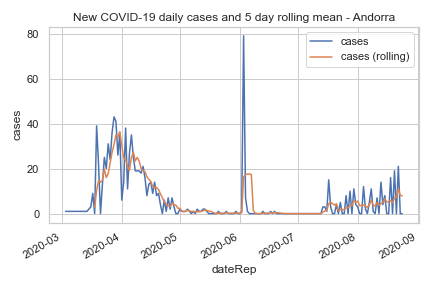 New COVID-19 daily cases and 5 day rolling mean - Andorra
cases
cases (rolling)
cases
80
60
40
20
0
2020-03
2020-04
2020-05
2020-06
2020-07
2020-08
2020-09
dateRep